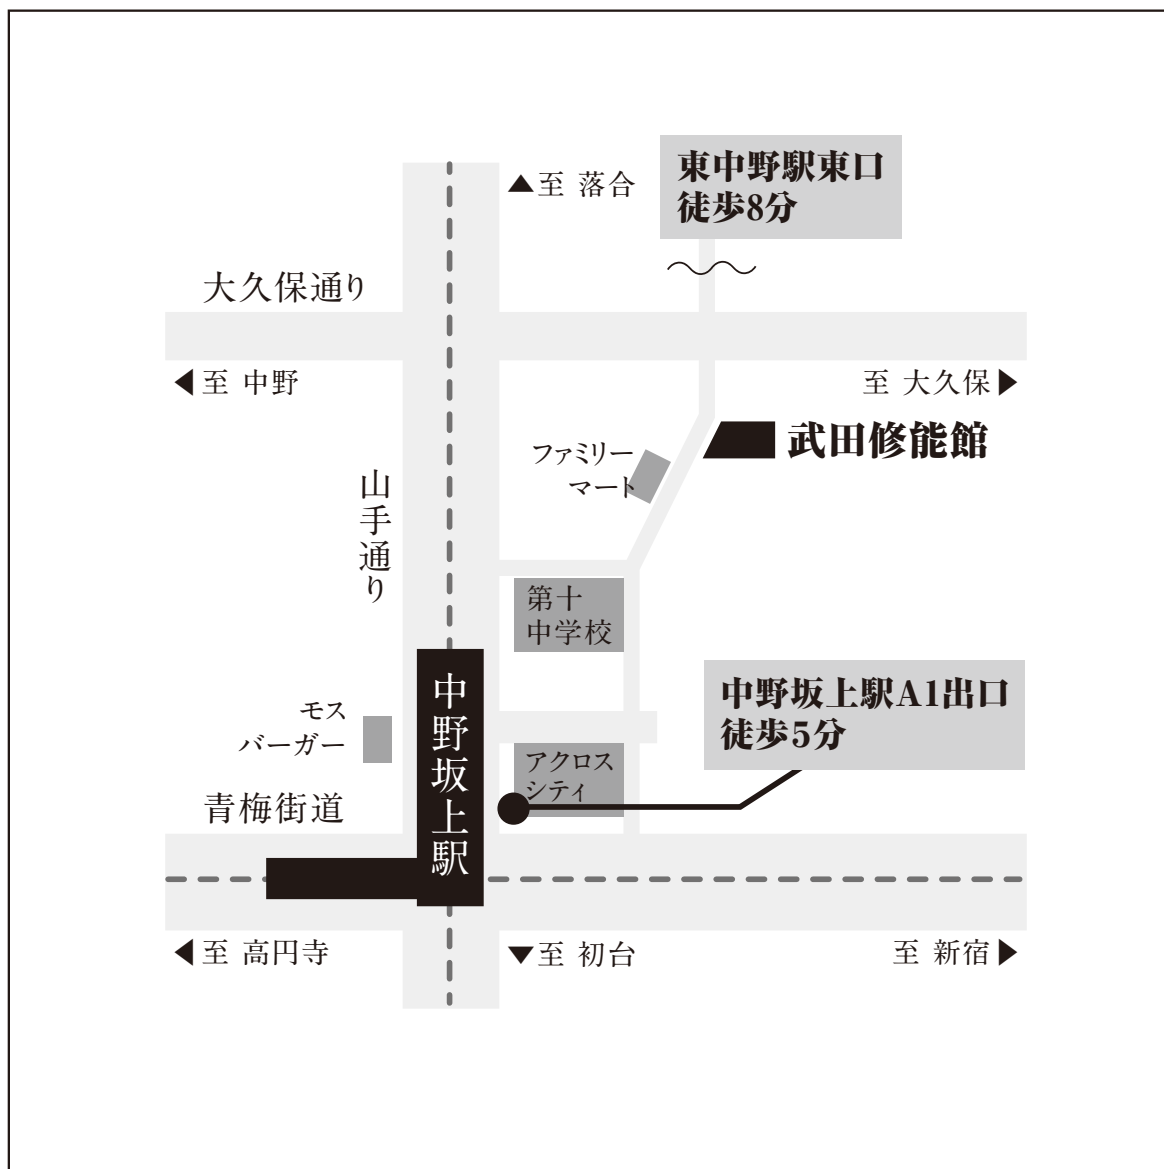 東中野駅東口
徒歩8分
▲至 落合
大久保通り
◀至 中野
至 大久保▶
武田修能館
ファミリー
マート
山手通り
第十
中学校
中野坂上駅A1出口
徒歩5分
中野坂上駅
モス
バーガー
アクロス
シティ
青梅街道
◀至 高円寺
▼至 初台
至 新宿▶